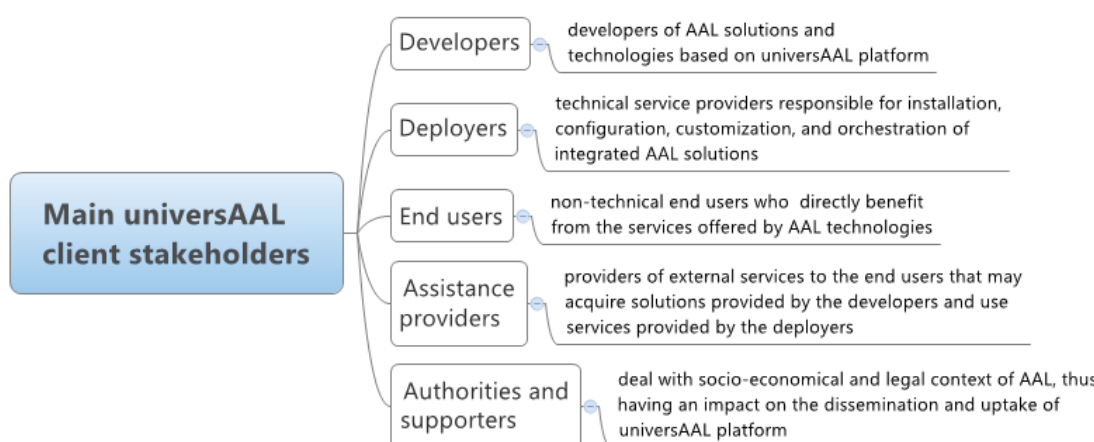 Main universAAL
client stakeholders
Developers
developers of AAL solutions and
technologies based on universAAL platform
Deployers
technical service providers responsible for installation,
configuration, customization, and orchestration of
integrated AAL solutions
End users
non-technical end users who directly benefit
from the services offered by AAL technologies
Assistance
providers
providers of external services to the end users that may
acquire solutions provided by the developers and use
services provided by the deployers
Authorities and
supporters
deal with socio-economical and legal context of AAL, thus
having an impact on the dissemination and uptake of
universAAL platform